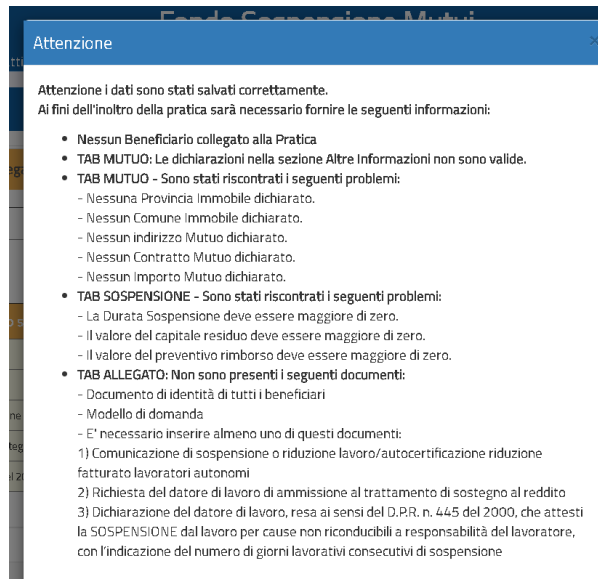 Fondo Sospensione Mutui
Attenzione
×
Attenzione i dati sono stati salvati correttamente.
Ai fini dell'inoltro della pratica sarà necessario fornire le seguenti informazioni:
• Nessun Beneficiario collegato alla Pratica
• TAB MUTUO: Le dichiarazioni nella sezione Altre Informazioni non sono valide.
• TAB MUTUO - Sono stati riscontrati i seguenti problemi:
- Nessuna Provincia Immobile dichiarato.
- Nessun Comune Immobile dichiarato.
- Nessun indirizzo Mutuo dichiarato.
- Nessun Contratto Mutuo dichiarato.
- Nessun Importo Mutuo dichiarato.
• TAB SOSPENSIONE - Sono stati riscontrati i seguenti problemi:
- La Durata Sospensione deve essere maggiore di zero.
- Il valore del capitale residuo deve essere maggiore di zero.
- Il valore del preventivo rimborso deve essere maggiore di zero.
• TAB ALLEGATO: Non sono presenti i seguenti documenti:
- Documento di identità di tutti i beneficiari
- Modello di domanda
- E' necessario inserire almeno uno di questi documenti:
1) Comunicazione di sospensione o riduzione lavoro/autocertificazione riduzione
fatturato lavoratori autonomi
2) Richiesta del datore di lavoro di ammissione al trattamento di sostegno al reddito
3) Dichiarazione del datore di lavoro, resa ai sensi del D.P.R. n. 445 del 2000, che attesti
la SOSPENSIONE dal lavoro per cause non riconducibili a responsabilità del lavoratore,
con l'indicazione del numero di giorni lavorativi consecutivi di sospensione